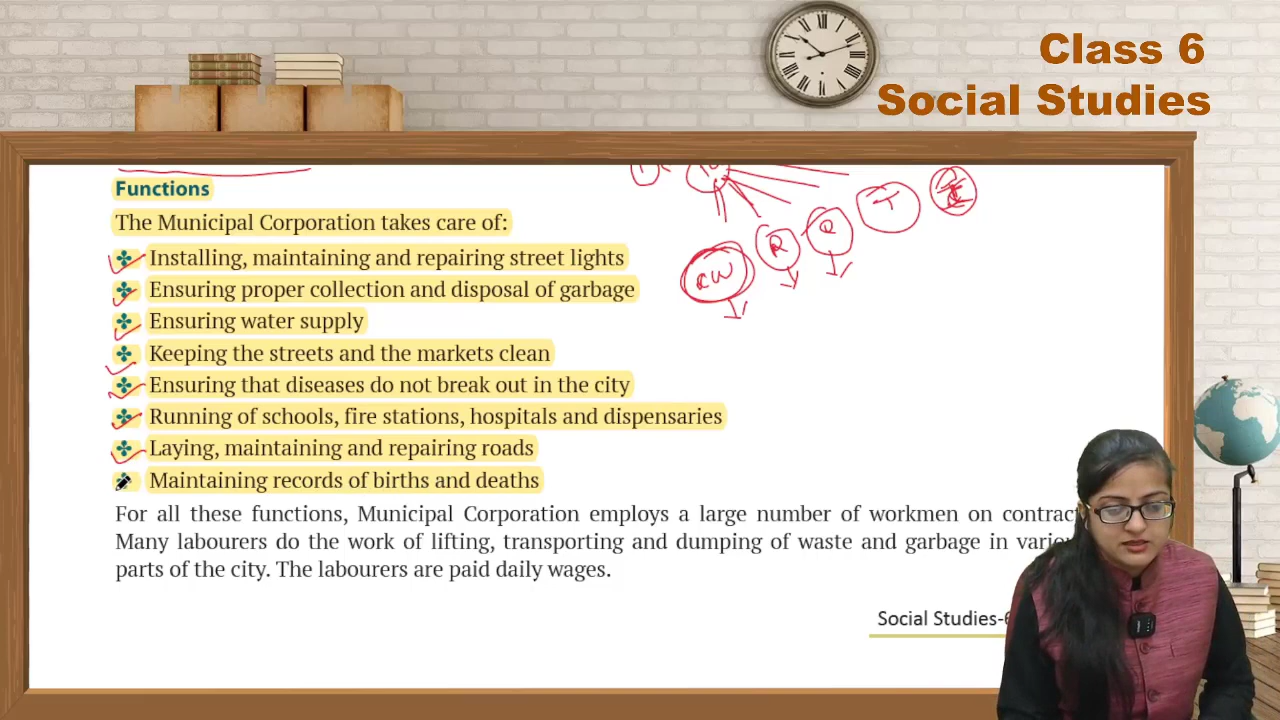 Class 6
Social Studies
Functions
The Municipal Corporation takes care of:
Installing, maintaining and repairing street lights
Ensuring proper collection and disposal of garbage
Ensuring water supply
Keeping the streets and the markets clean
Ensuring that diseases do not break out in the city
Running of schools, fire stations, hospitals and dispensaries
Laying, maintaining and repairing roads
Maintaining records of births and deaths
For all these functions, Municipal Corporation employs a large number of workmen on contrac
Many labourers do the work of lifting, transporting and dumping of waste and garbage in vario
parts of the city. The labourers are paid daily wages.
Social Studies-6